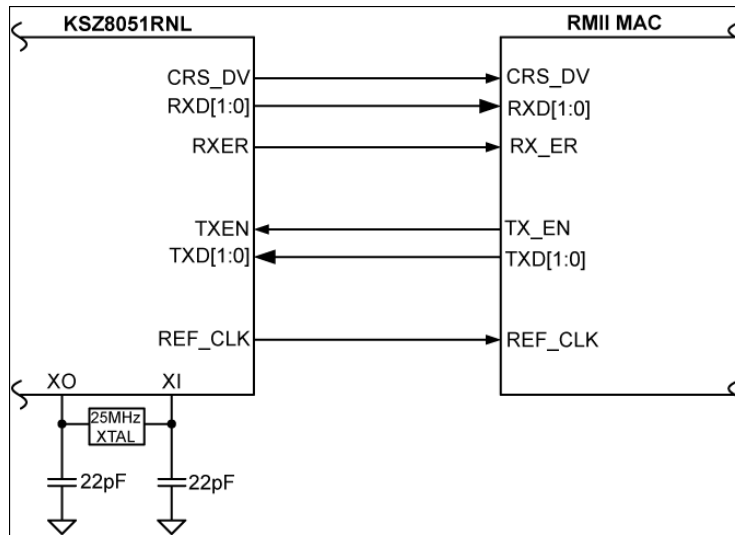 KSZ8051RNL
RMII MAC
CRS_DV
CRS_DV
RXD[1:0]
RXD[1:0]
RXER
RX_ER
TXEN
TX_EN
TXD[1:0]
TXD[1:0]
REF_CLK
REF_CLK
XO
XI
25MHz
XTAL
22pF
22pF